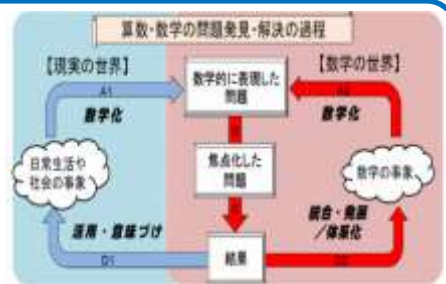 算数・数学の問題発見・解決の過程
【現実の世界】
【数学の世界】
A1
数学的に表現した
問題
数学化
数学化
日常生活や
社会の事象
焦点化した
問題
数学の事象
活用・意味づけ
統合・発展
/体系化
D1
結果